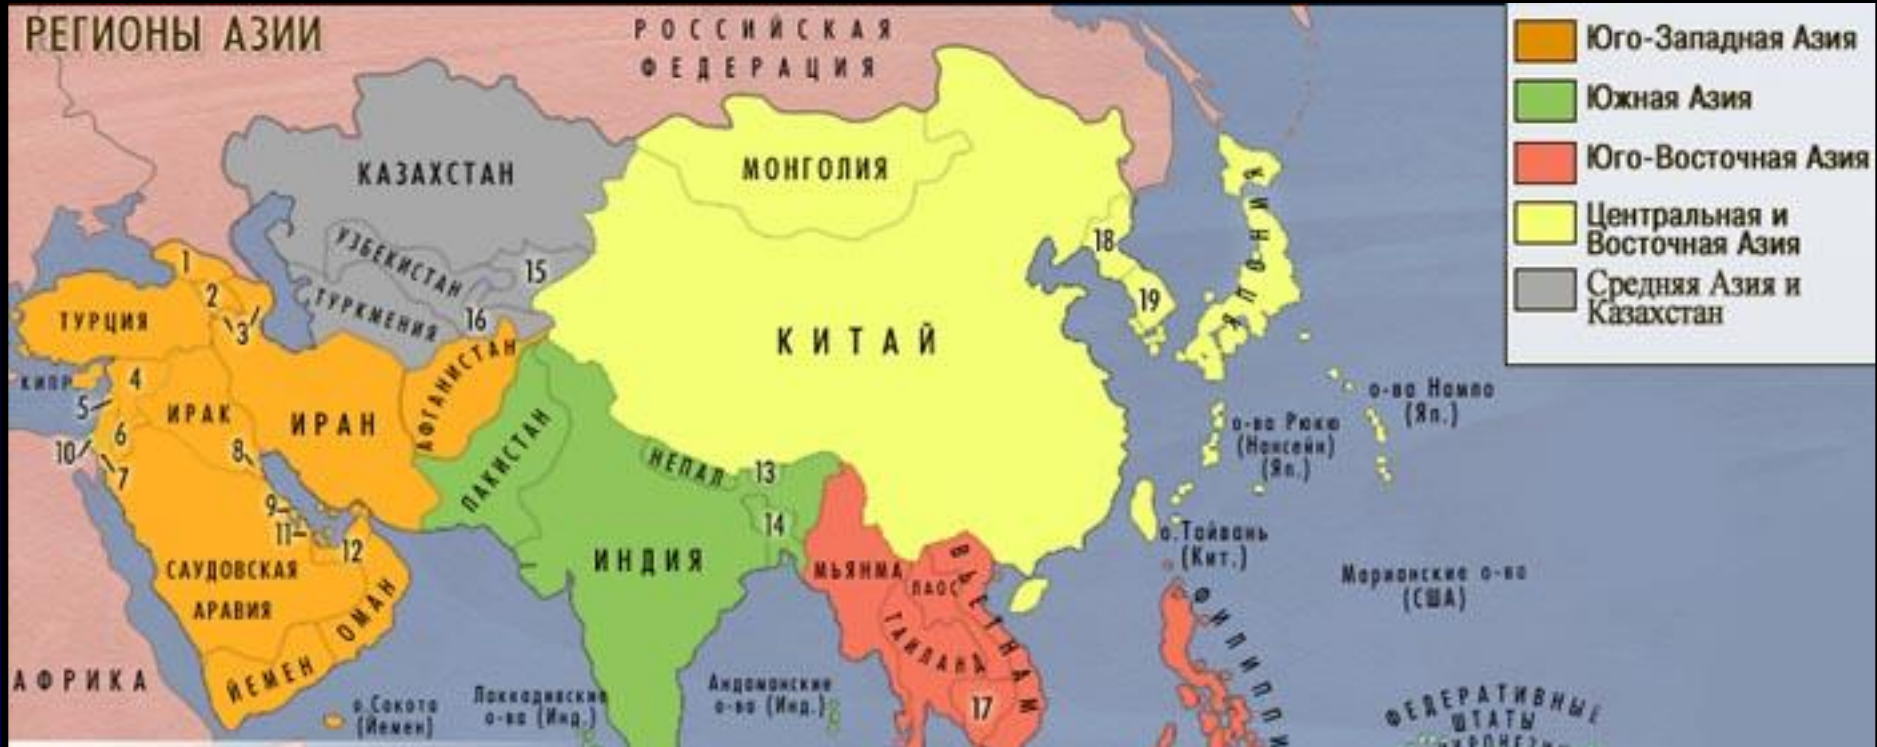 РЕГИОНЫ АЗИИ
РОССИЙСКАЯ
ФЕДЕРАЦИЯ
Юго-Западная Азия
Южная Азия
Юго-Восточная Азия
Центральная и
Восточная Азия
Средняя Азия и
Казахстан
КАЗАХСТАН
МОНГОЛИЯ
ЯПОНИЯ
УЗБЕКИСТАН
ТУРКМЕНИЯ
15
16
18
19
1
2
3
ТУРЦИЯ
КИПР
4
5
6
7
8
9
10
11
12
ИРАК
ИРАН
АФГАНИСТАН
КИТАЙ
ПАКИСТАН
НЕПАЛ
13
14
ИНДИЯ
о-ва Нампо
(Яп.)
о-ва Рюкю
(Нансейн)
(Яп.)
о.Тайвань
(Кит.)
САУДОВСКАЯ
АРАВИЯ
ОМАН
ЙЕМЕН
МЬЯНМА
ЛАОС
ВЬЕТНАМ
ТАИЛАНД
17
Марианские о-ва
(США)
ФИЛИППИ
АФРИКА
о.Сокота
(Йемен)
Лаккадивские
о-ва (Инд.)
Андаманские
о-ва (Инд.)
ФЕДЕРАТИВНЫЕ
ШТАТЫ